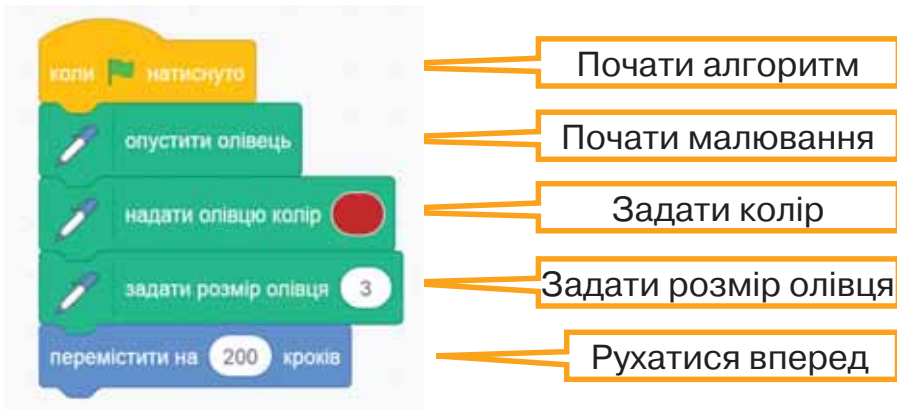 коли натиснуто
Почати алгоритм
опустити олівець
Почати малювання
надати олівцю колір
Задати колір
задати розмір олівця 3
Задати розмір олівця
перемістити на 200 кроків
Рухатися вперед